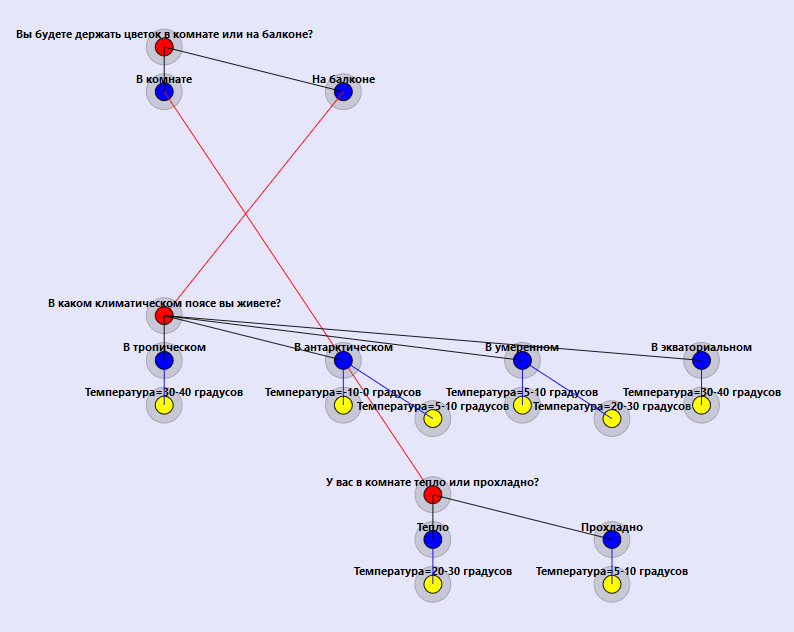 Вы будете держать цветок в комнате или на балконе?
В комнате
На балконе
В каком климатическом поясе вы живете?
В тропическом
В антарктическом
В умеренном
В экваториальном
Температура=30-40 градусов
Температура=-10-0 градусов
Температура=5-10 градусов
Температура=30-40 градусов
Температура=5-10 градусов
Температура=20-30 градусов
У вас в комнате тепло или прохладно?
Тепло
Прохладно
Температура=20-30 градусов
Температура=5-10 градусов